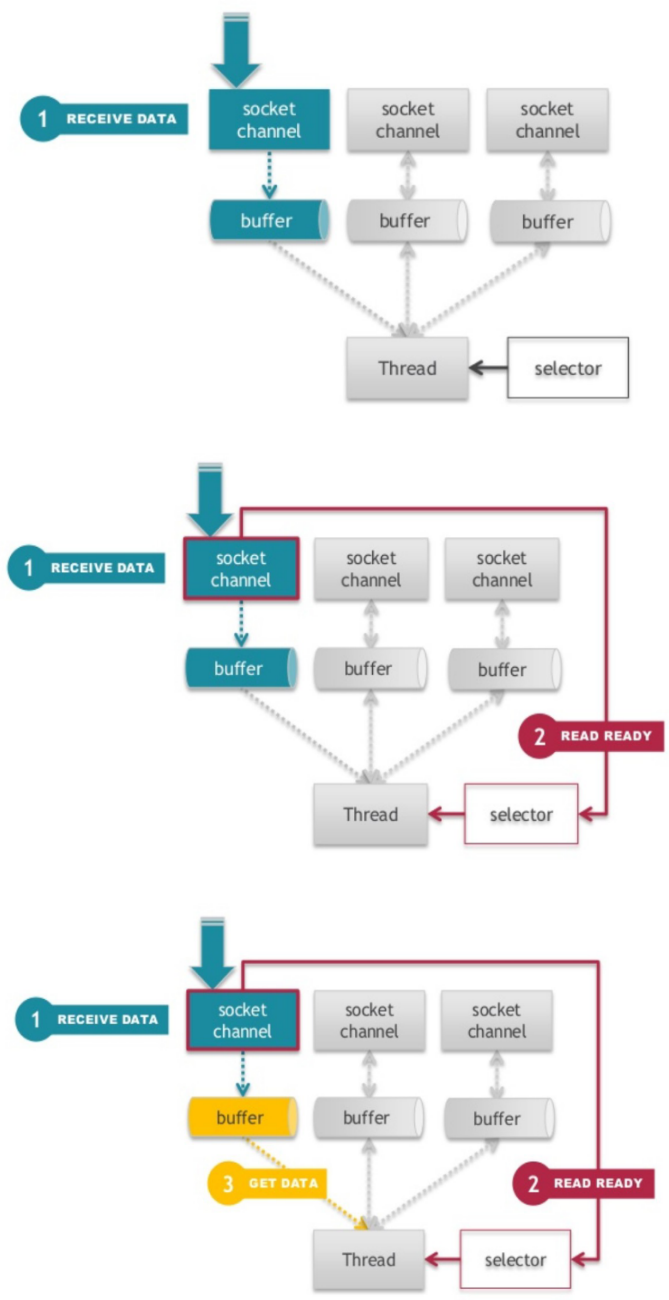 1 RECEIVE DATA
socket
channel
socket
channel
socket
channel
buffer
buffer
buffer
Thread
selector
1 RECEIVE DATA
socket
channel
socket
channel
socket
channel
buffer
buffer
buffer
2 READ READY
Thread
selector
1 RECEIVE DATA
socket
channel
socket
channel
socket
channel
buffer
buffer
buffer
3 GET DATA
2 READ READY
Thread
selector